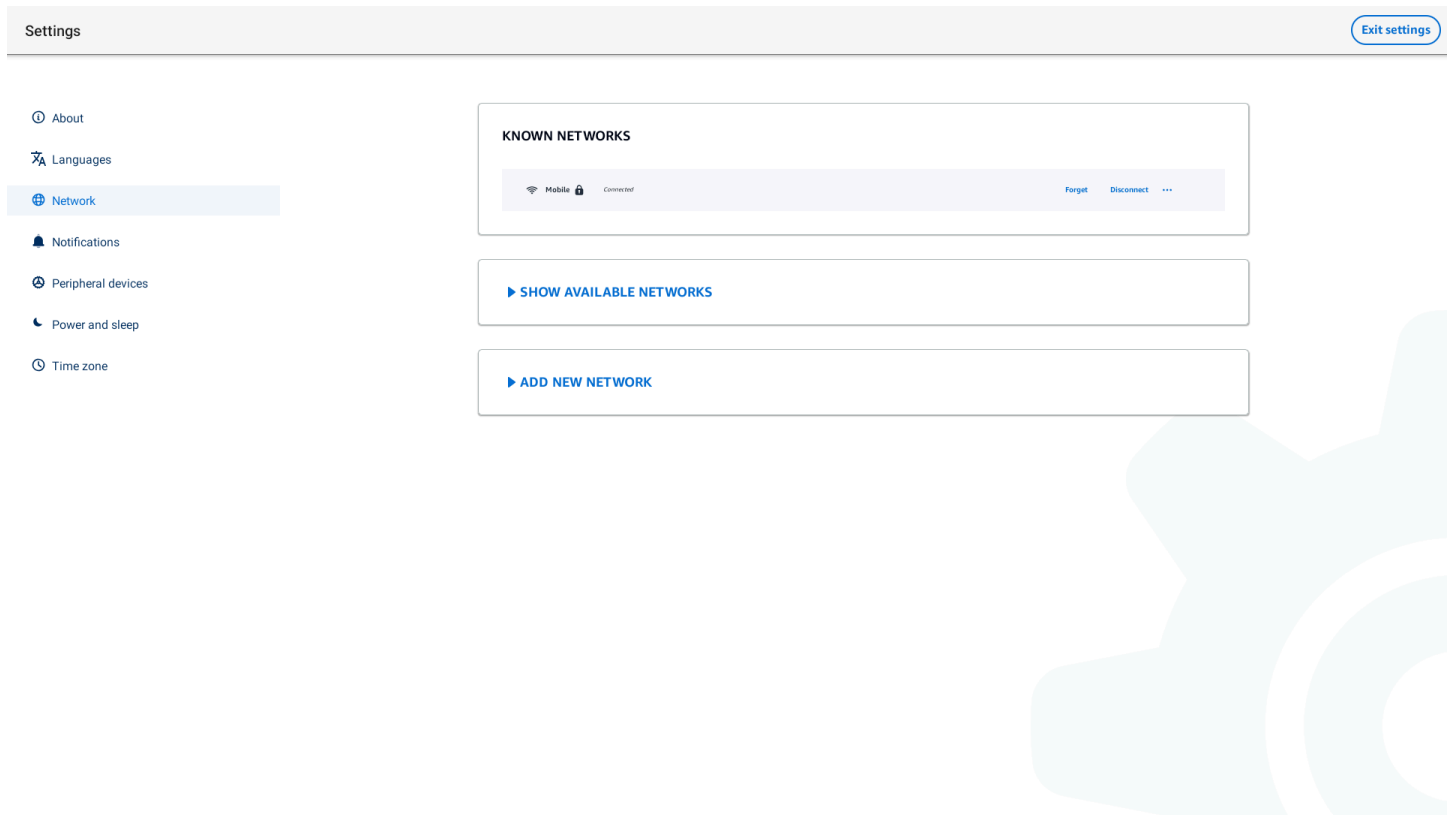 Settings
Exit settings
About
Languages
Network
Notifications
Peripheral devices
Power and sleep
Time zone
KNOWN NETWORKS
Mobile Connected Forget Disconnect ...
SHOW AVAILABLE NETWORKS
ADD NEW NETWORK